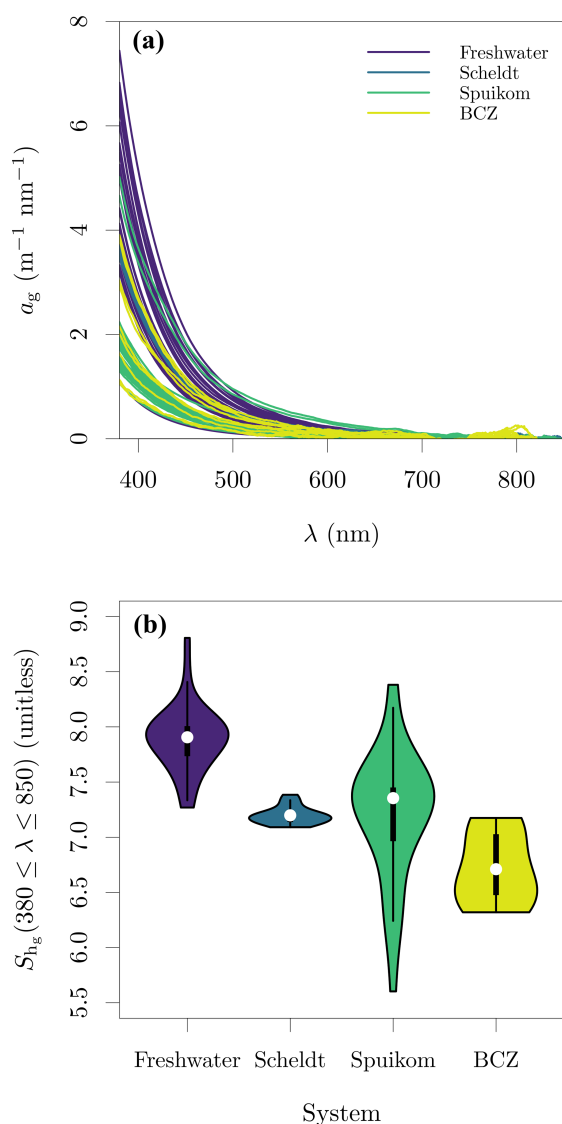 (a)
Freshwater
Scheldt
Spuikom
BCZ
8
6
4
2
0
a_g (m⁻¹ nm⁻¹)
400 500 600 700 800
λ (nm)
(b)
9.0
8.5
8.0
7.5
7.0
6.5
6.0
5.5
S_{h_g}(380 ≤ λ ≤ 850) (unitless)
Freshwater Scheldt Spuikom BCZ
System